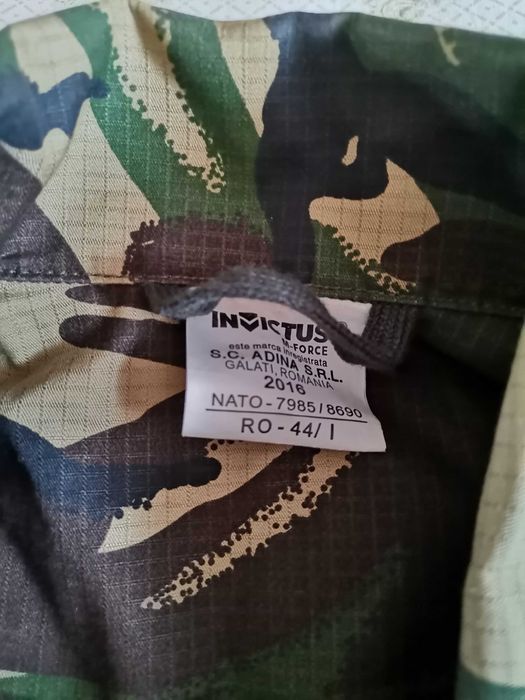 INVICTUS
M-FORCE
este marca inregistrata
S.C. ADINA S.R.L.
GALATI, ROMANIA
2016
NATO - 7985/8690
RO - 44/ I